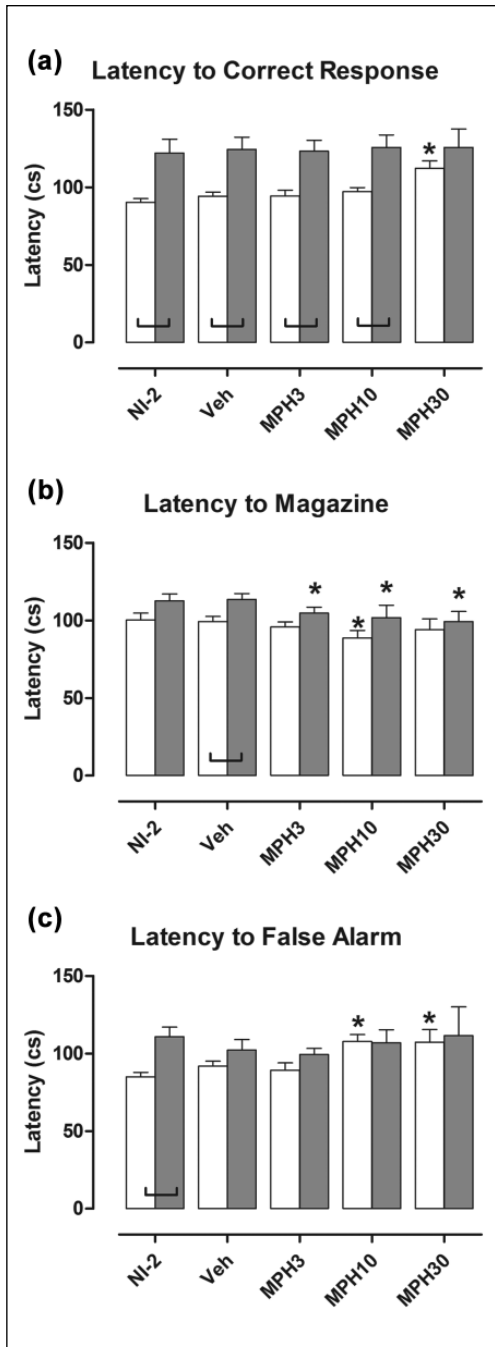 (a) Latency to Correct Response
150
100
50
0
Latency (cs)
*
NI-2
Veh
MPH3
MPH10
MPH30
(b) Latency to Magazine
150
100
50
0
Latency (cs)
* * * *
NI-2
Veh
MPH3
MPH10
MPH30
(c) Latency to False Alarm
150
100
50
0
Latency (cs)
* *
NI-2
Veh
MPH3
MPH10
MPH30